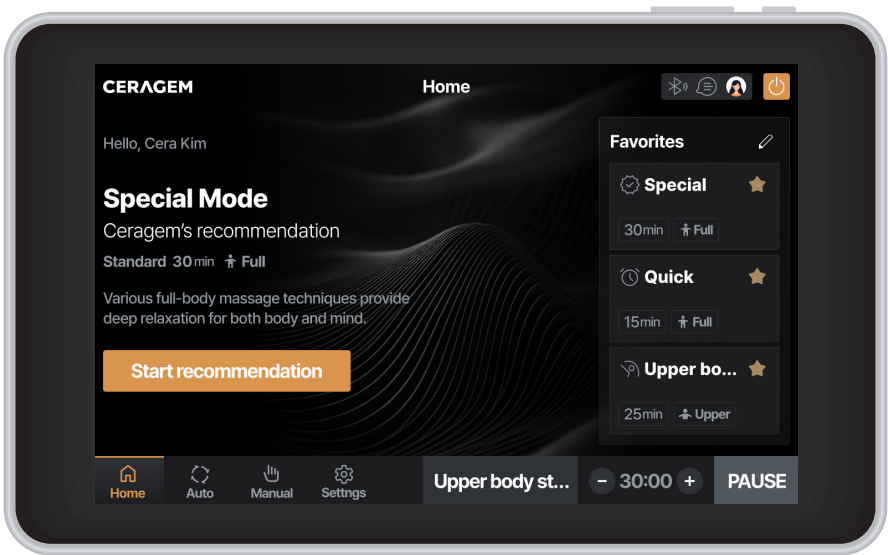 CERAGEM
Home
Hello, Cera Kim
Special Mode
Ceragem's recommendation
Standard 30 min Full
Various full-body massage techniques provide
deep relaxation for both body and mind.
Start recommendation
Favorites
Special
30min Full
Quick
15min Full
Upper bo...
25min Upper
Home
Auto
Manual
Settngs
Upper body st...
− 30:00 +
PAUSE